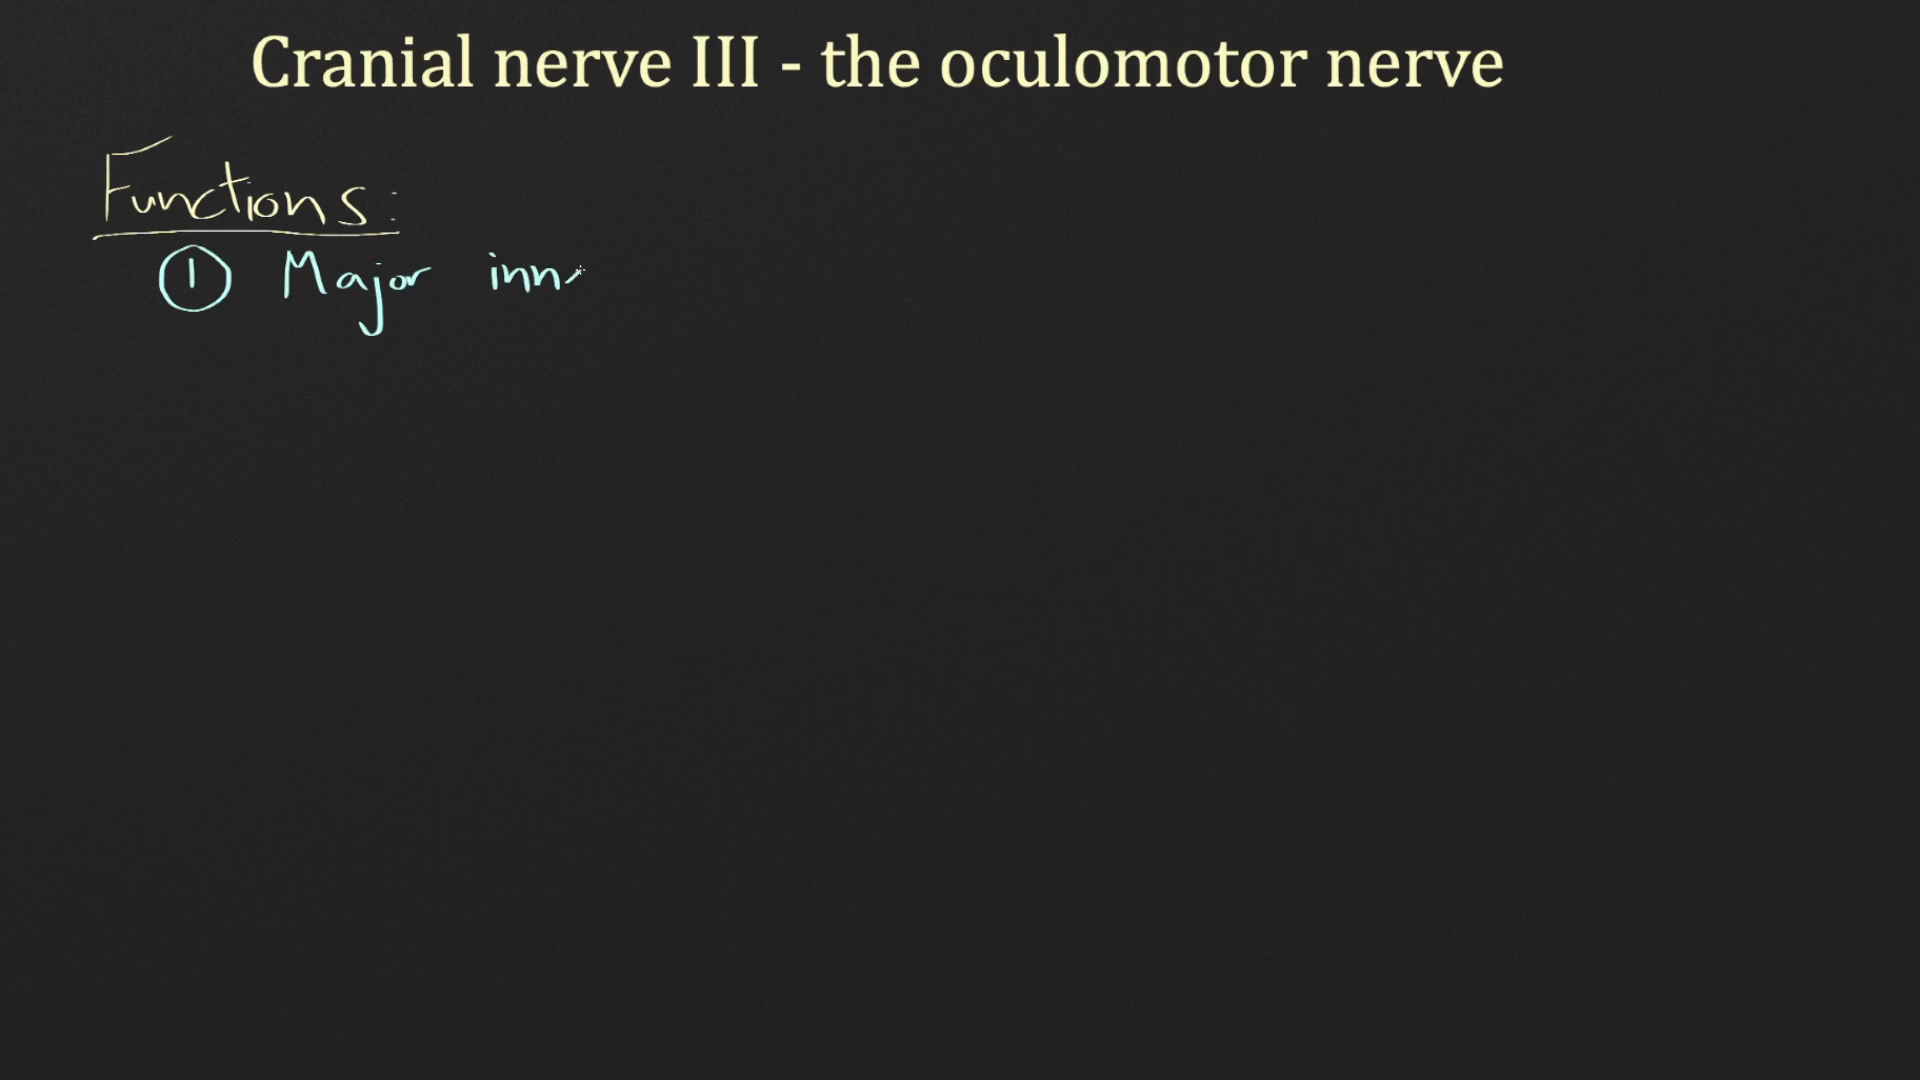 Cranial nerve III - the oculomotor nerve
Functions:
① Major inn